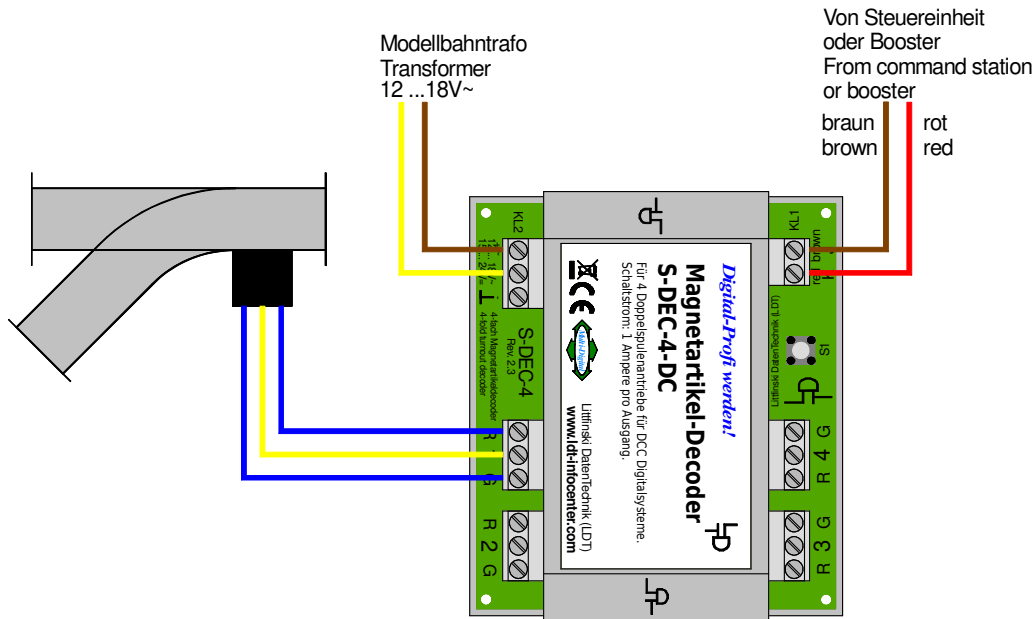 Modellbahntrafo
Transformer
12 ...18V~
Von Steuereinheit
oder Booster
From command station
or booster
braun
brown
rot
red
KL2
KL1
S1
Littfinski DatenTechnik (LDT)
S-DEC-4
Rev. 2.3
4-fach Magnetartikeldecoder
4-fold turnout decoder
Digital-Profi werden!
Magnetartikel-Decoder
S-DEC-4-DC
Für 4 Doppelspulenantriebe für DCC Digitalsysteme.
Schaltstrom: 1 Ampere pro Ausgang.
Multi-Digital
CE
Littfinski DatenTechnik (LDT)
www.ldt-infocenter.com
R
G
R 2 G
R 4 G
R 3 G